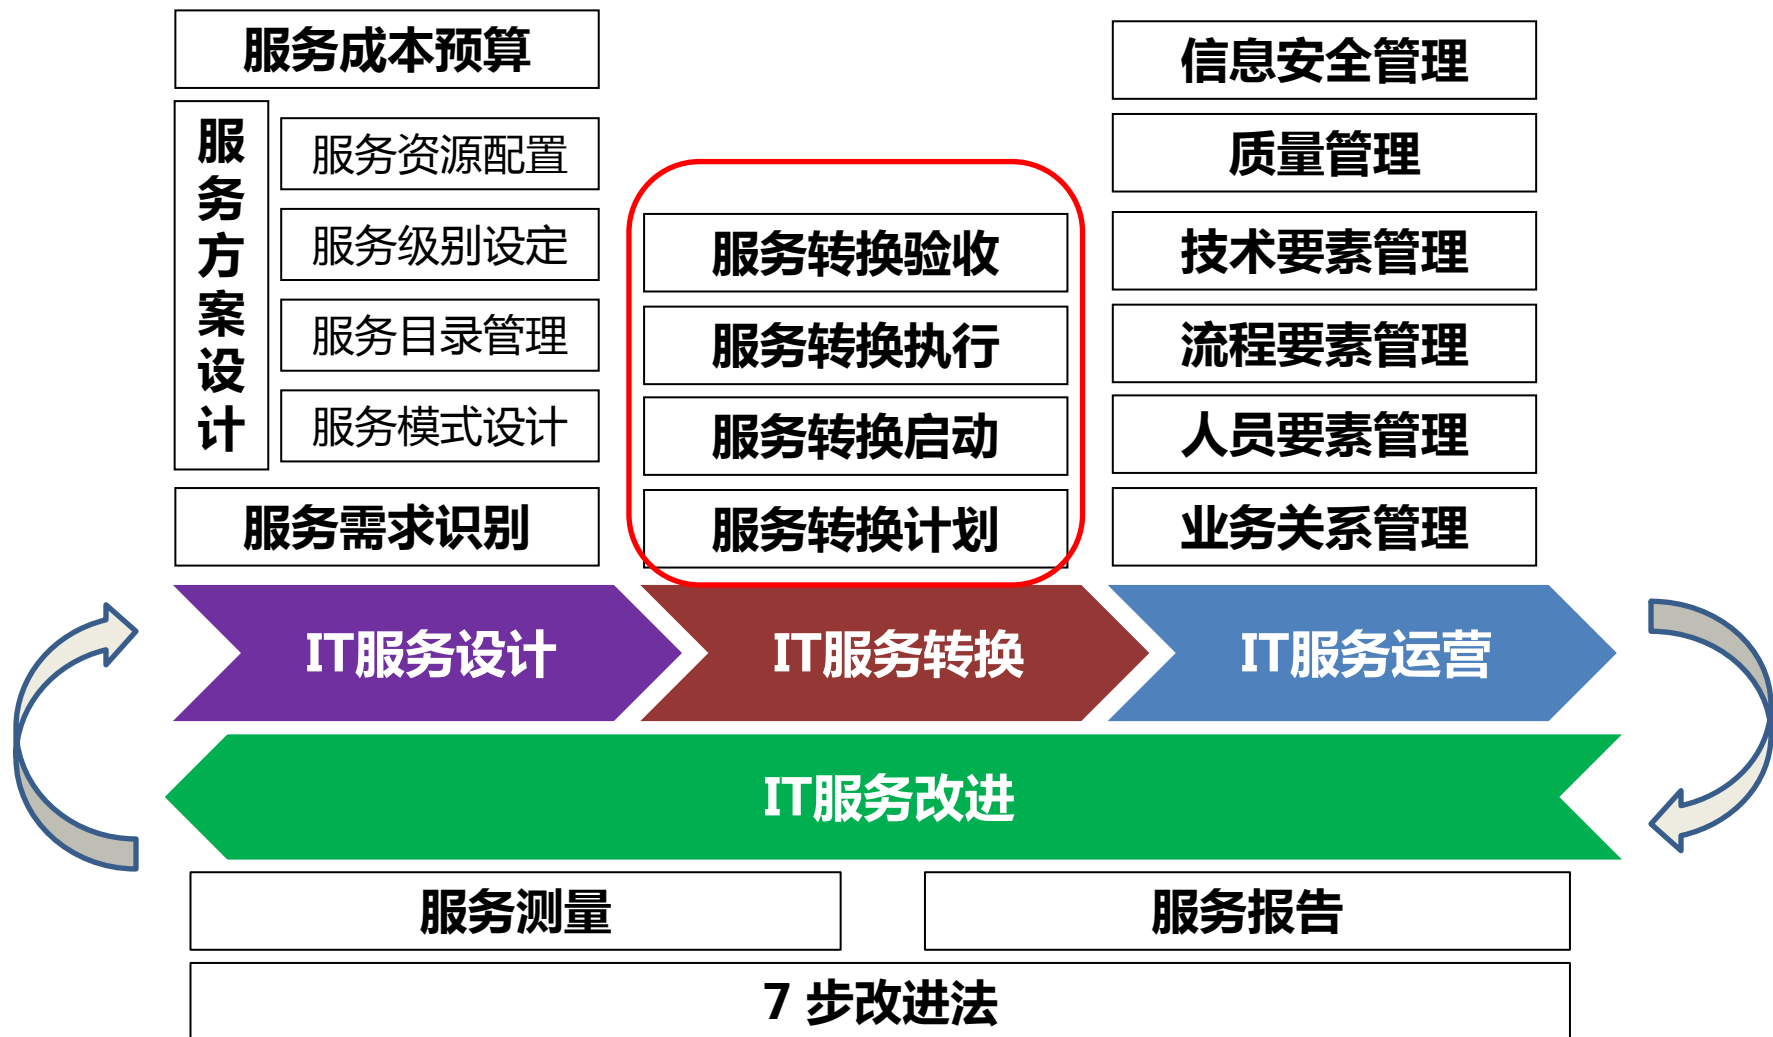 服务成本预算
服务方案设计
服务资源配置
服务级别设定
服务目录管理
服务模式设计
服务需求识别
服务转换验收
服务转换执行
服务转换启动
服务转换计划
信息安全管理
质量管理
技术要素管理
流程要素管理
人员要素管理
业务关系管理
IT服务设计
IT服务转换
IT服务运营
IT服务改进
服务测量
服务报告
7 步改进法